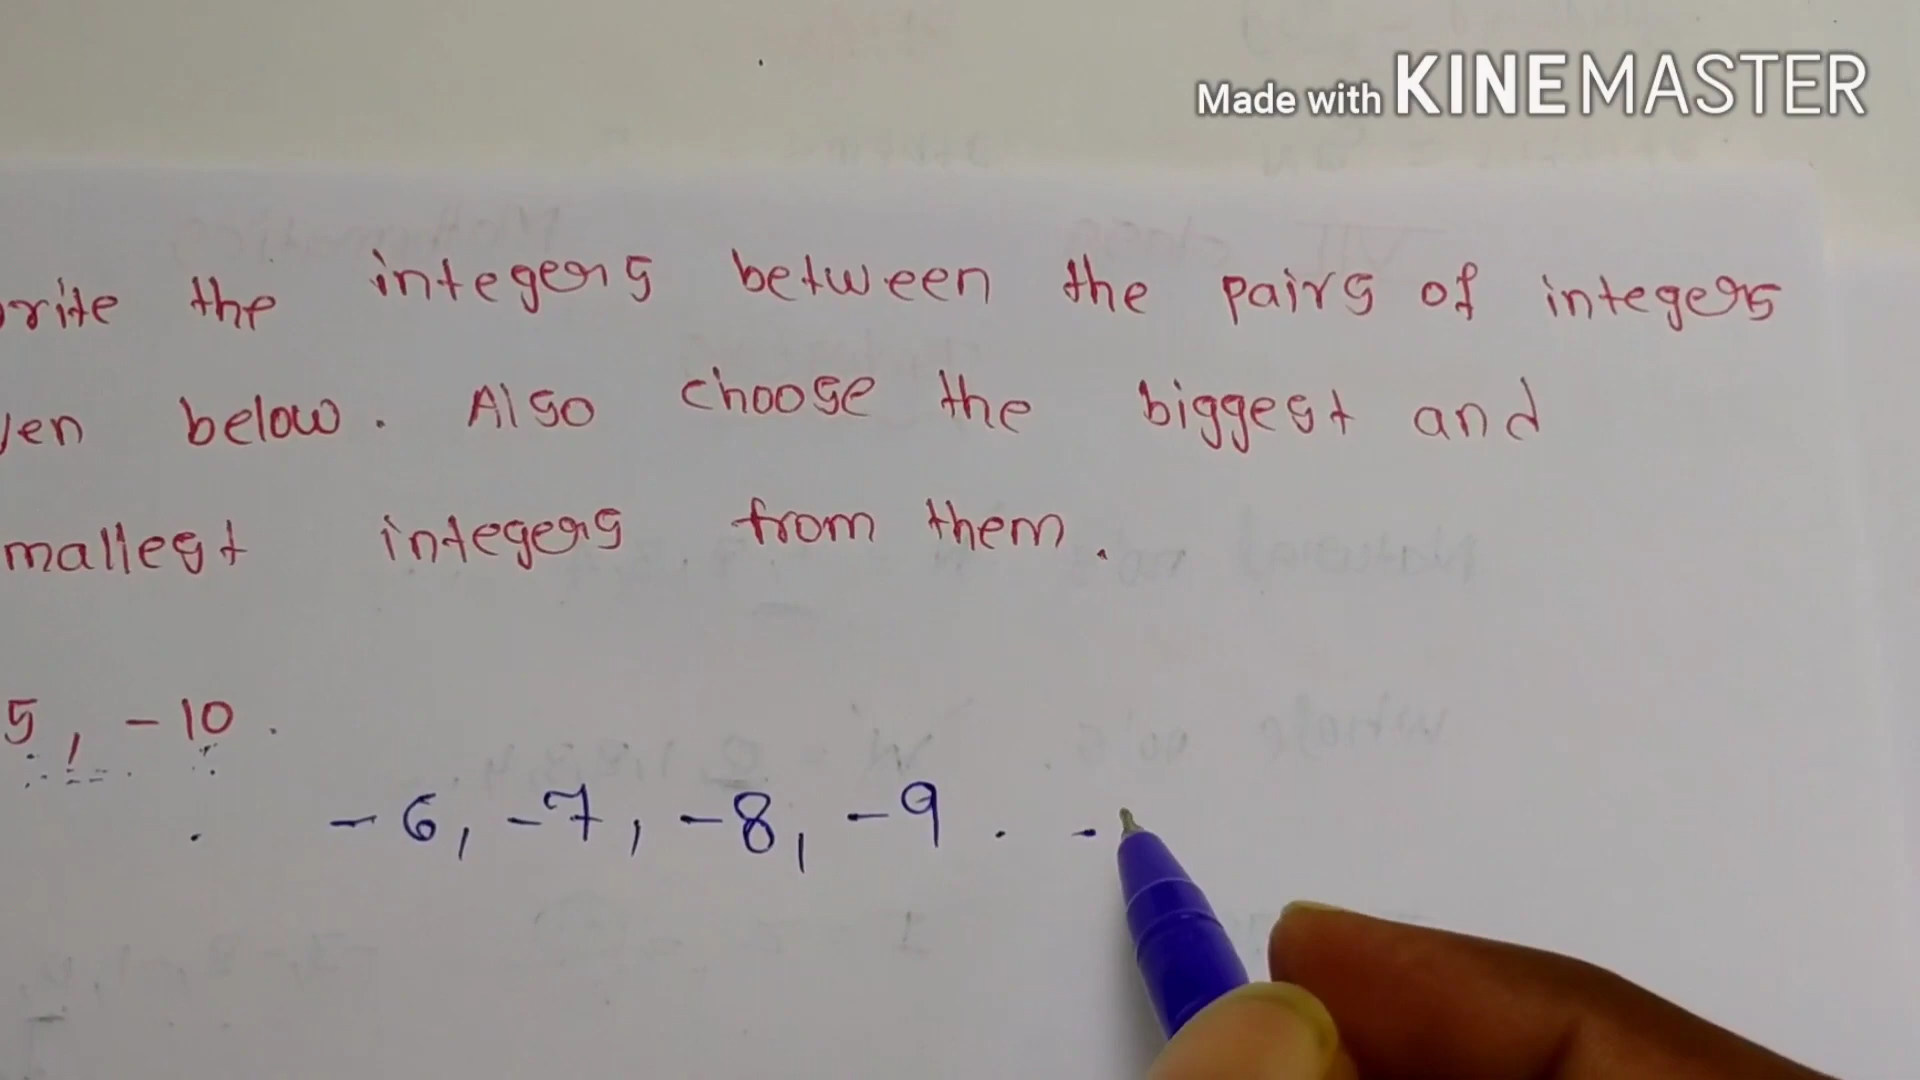 Made with KINEMASTER
rite the integers between the pairs of integers
en below. Also choose the biggest and
mallest integers from them.
5, -10.
-6, -7, -8, -9. -